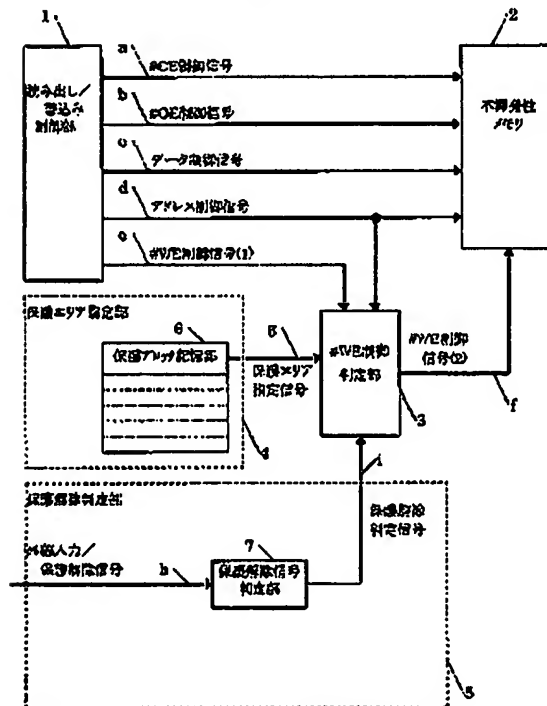 1
2
a
#CE制御信号
読み出し/
書込み
制御部
不揮発性
メモリ
b
#OE制御信号
c
データ制御信号
d
アドレス制御信号
e
#WE制御信号(1)
保護エリア指定部
6
保護ブロック記憶部
g
保護エリア
指定信号
#WE制御
判定部
#WE制御
信号(2)
3
f
4
i
保護解除判定部
保護解除
判定信号
外部入力/
保護解除信号
h
7
保護解除信号
判定部
5